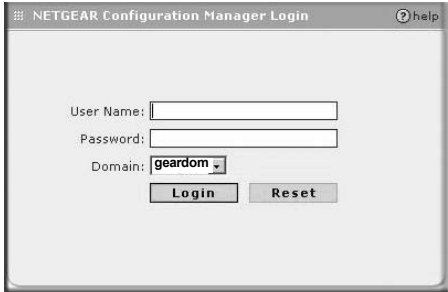 NETGEAR Configuration Manager Login ? help
User Name:
Password:
Domain: geardom
Login Reset